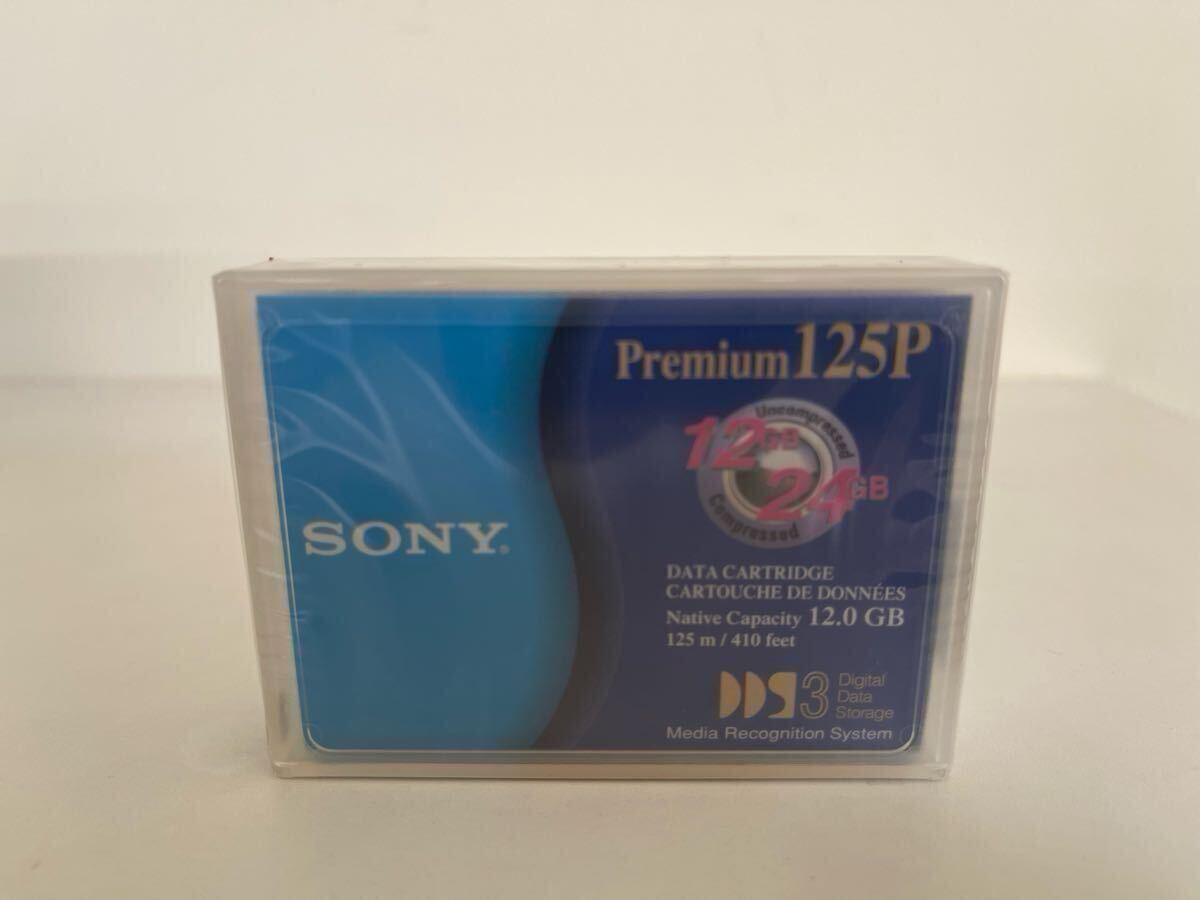 Premium 125P
Uncompressed
12GB
24GB
Compressed
SONY.
DATA CARTRIDGE
CARTOUCHE DE DONNÉES
Native Capacity 12.0 GB
125 m / 410 feet
DDS3 Digital
Data
Storage
Media Recognition System